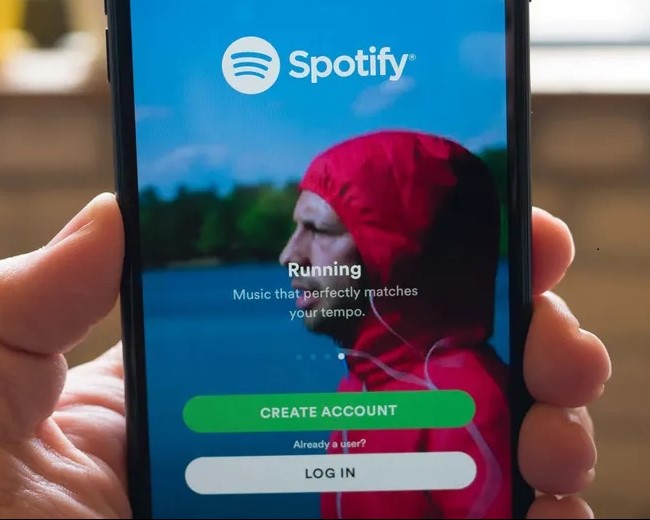 Spotify®
Running
Music that perfectly matches
your tempo.
CREATE ACCOUNT
Already a user?
LOG IN